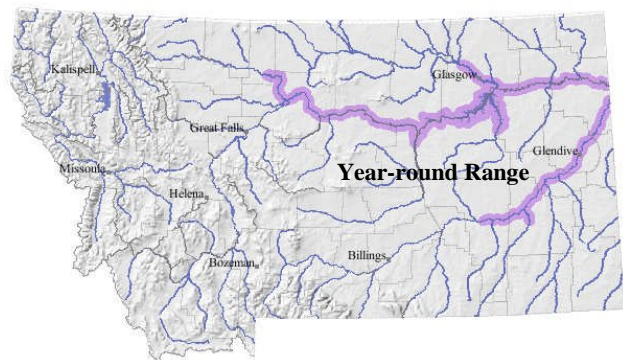 Kalispell
Glasgow
Great Falls
Glendive
Missoula
Year-round Range
Helena
Billings
Bozeman